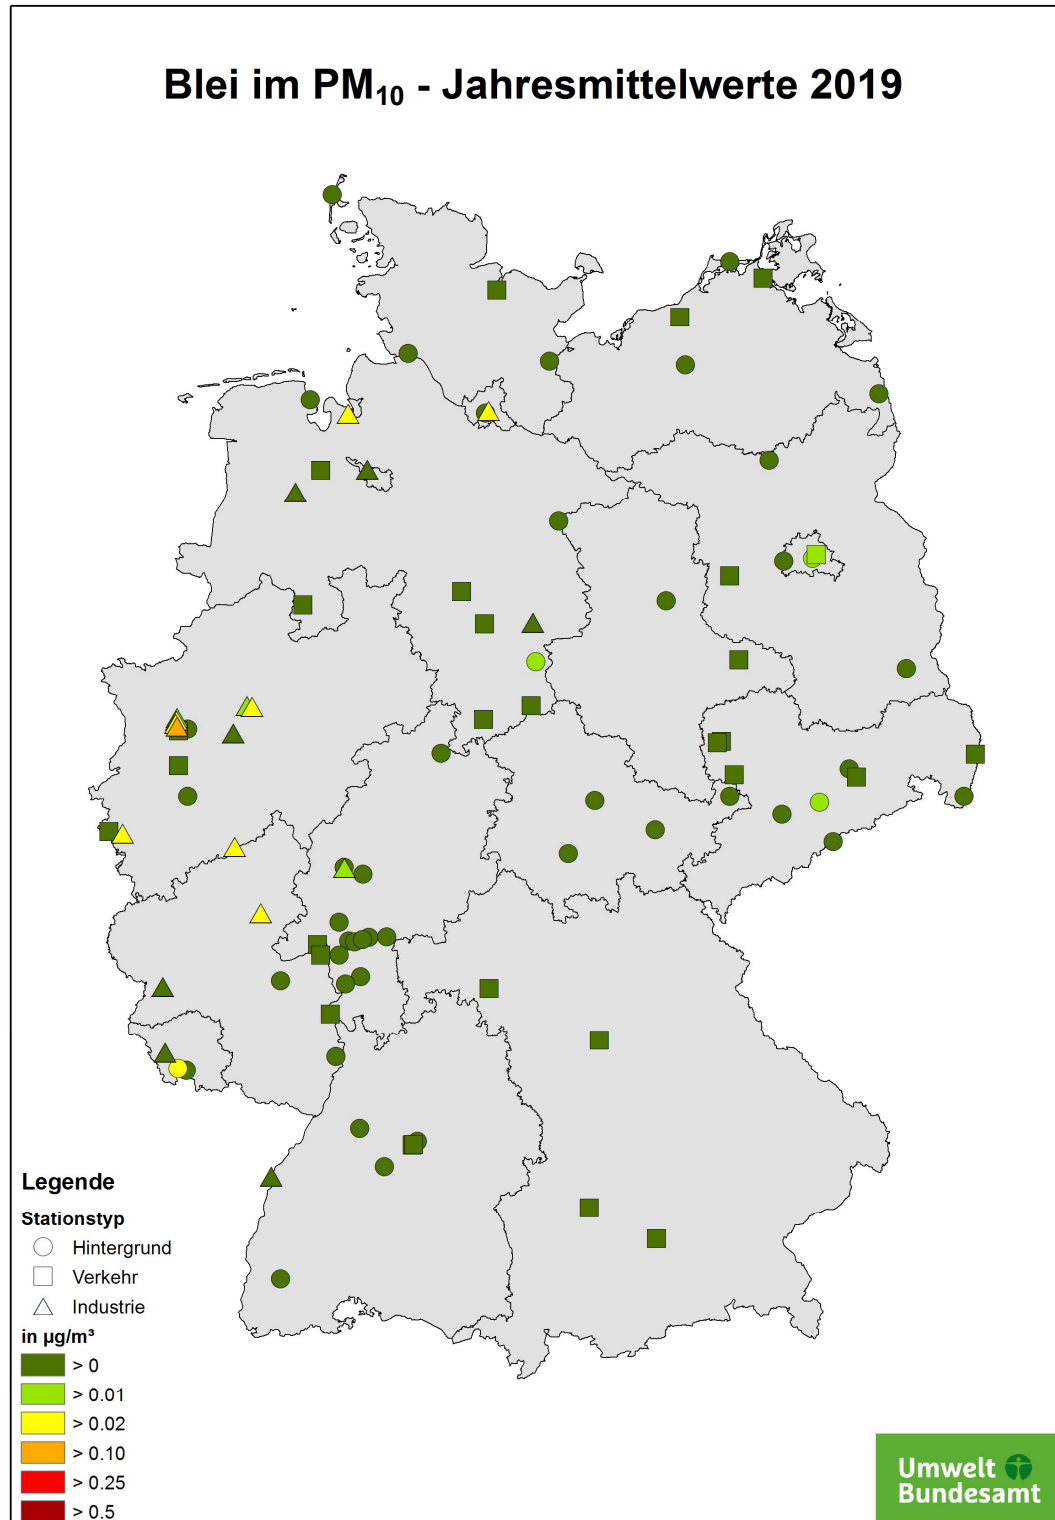 Blei im PM₁₀ - Jahresmittelwerte 2019
Legende
Stationstyp
Hintergrund
Verkehr
Industrie
in µg/m³
> 0
> 0.01
> 0.02
> 0.10
> 0.25
> 0.5
Umwelt
Bundesamt